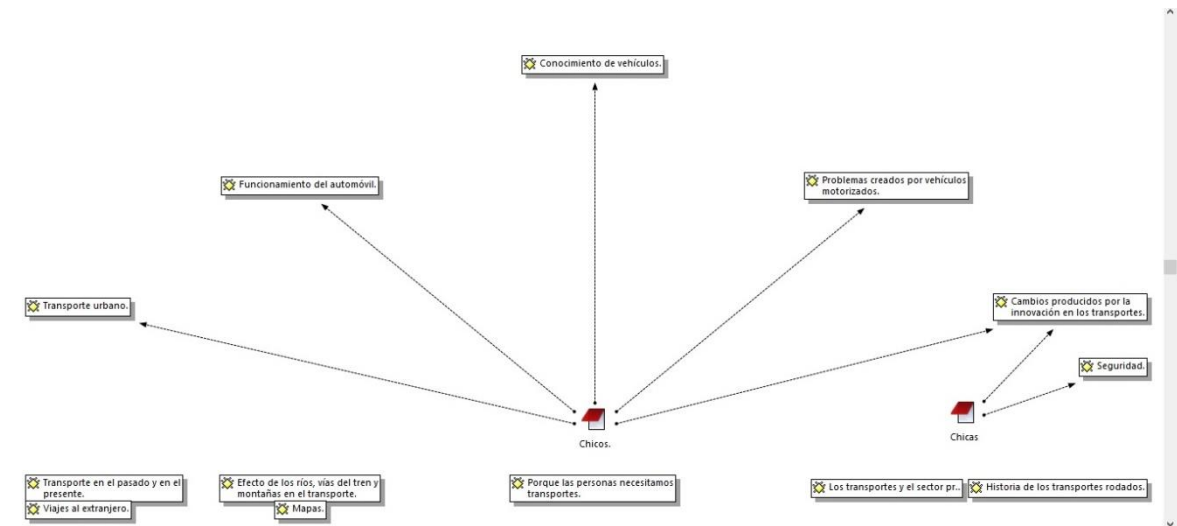 Conocimiento de vehículos.
Funcionamiento del automóvil.
Problemas creados por vehículos
motorizados.
Transporte urbano.
Cambios producidos por la
innovación en los transportes.
Seguridad.
Chicos.
Chicas
Transporte en el pasado y en el
presente.
Viajes al extranjero.
Efecto de los ríos, vías del tren y
montañas en el transporte.
Mapas.
Porque las personas necesitamos
transportes.
Los transportes y el sector pr..
Historia de los transportes rodados.